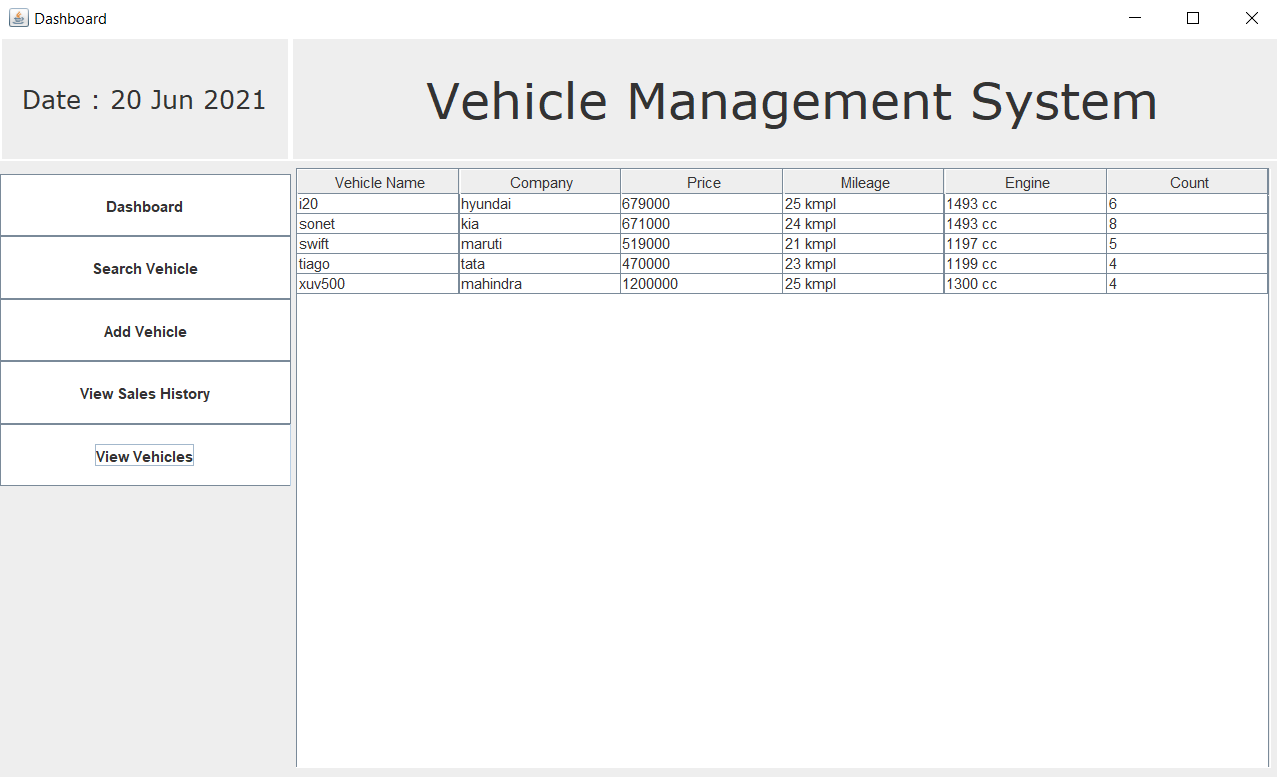 Dashboard
Date : 20 Jun 2021
Vehicle Management System
Dashboard
Search Vehicle
Add Vehicle
View Sales History
View Vehicles
Vehicle Name Company Price Mileage Engine Count
i20 hyundai 679000 25 kmpl 1493 cc 6
sonet kia 671000 24 kmpl 1493 cc 8
swift maruti 519000 21 kmpl 1197 cc 5
tiago tata 470000 23 kmpl 1199 cc 4
xuv500 mahindra 1200000 25 kmpl 1300 cc 4